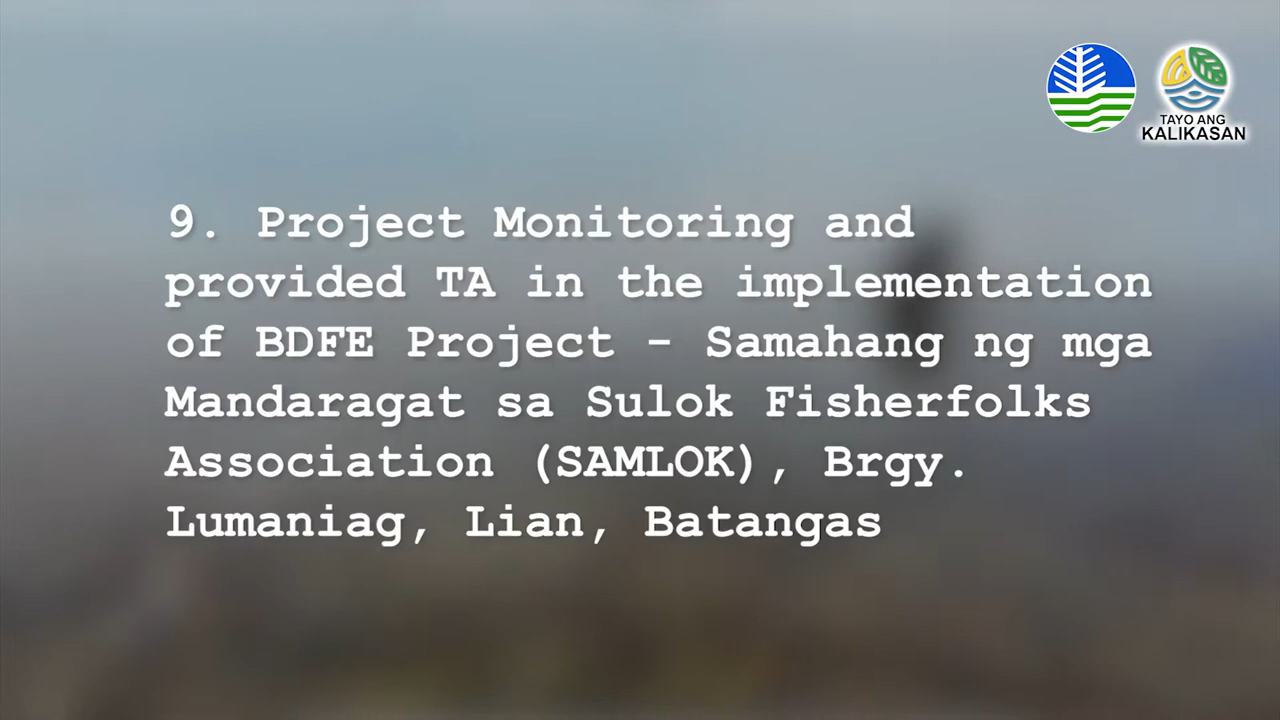 TAYO ANG
KALIKASAN
9. Project Monitoring and
provided TA in the implementation
of BDFE Project - Samahang ng mga
Mandaragat sa Sulok Fisherfolks
Association (SAMLOK), Brgy.
Lumaniag, Lian, Batangas